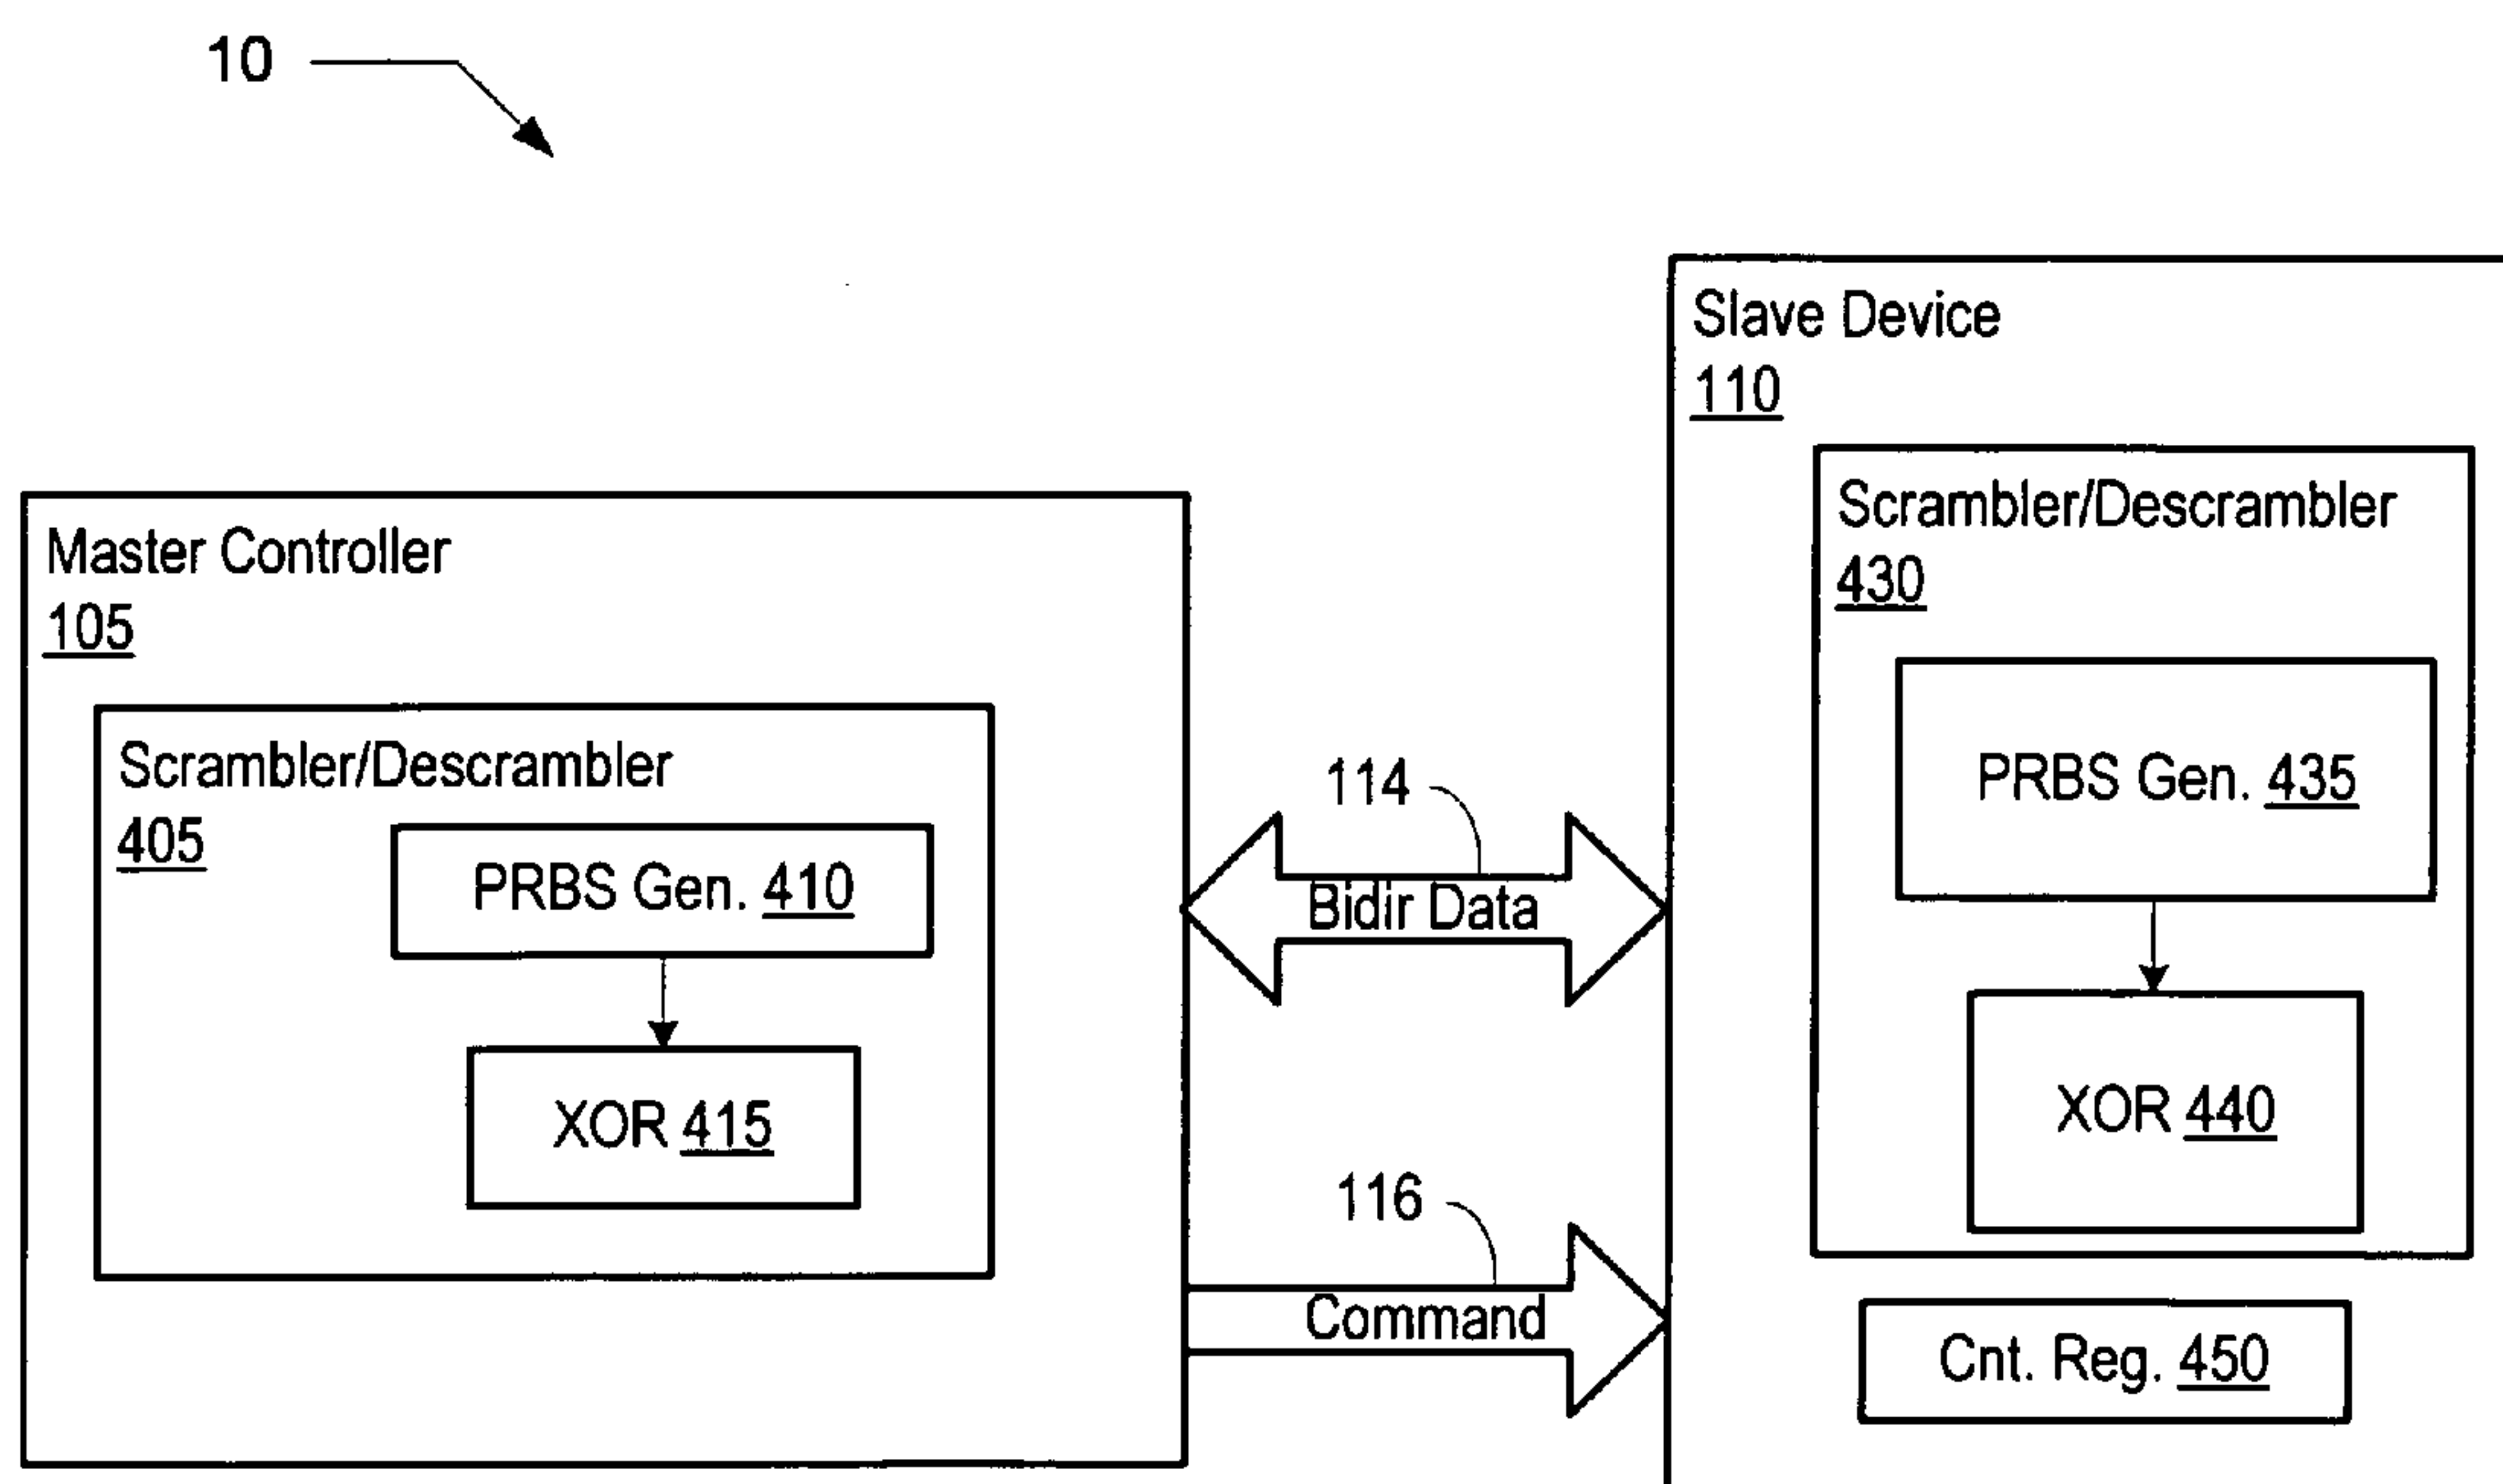 10
Slave Device
110
Scrambler/Descrambler
430
PRBS Gen. 435
XOR 440
Cnt. Reg. 450
Master Controller
105
Scrambler/Descrambler
405
PRBS Gen. 410
XOR 415
114
Bidir Data
116
Command